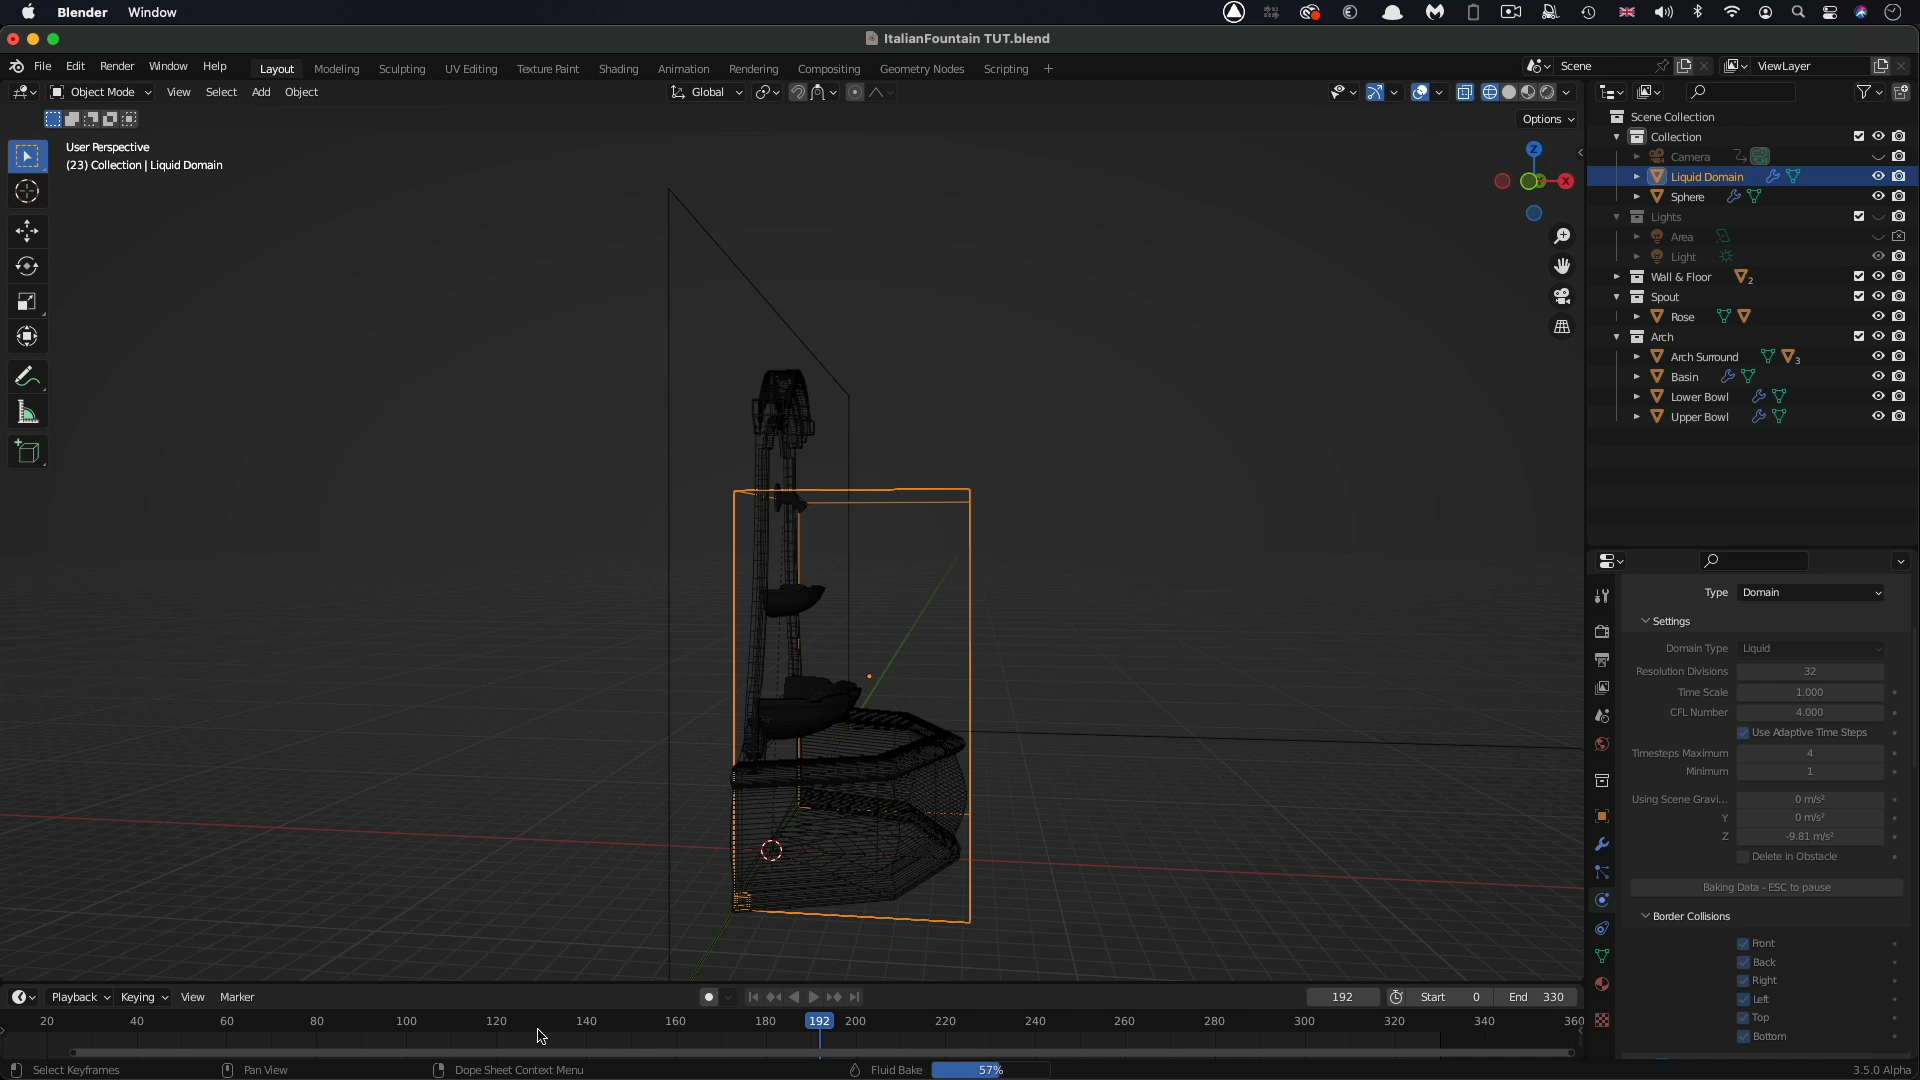 Blender Window
ItalianFountain TUT.blend
File Edit Render Window Help Layout Modeling Sculpting UV Editing Texture Paint Shading Animation Rendering Compositing Geometry Nodes Scripting + Scene ViewLayer
Object Mode View Select Add Object Global
Options
User Perspective
(23) Collection | Liquid Domain
Z
X
Scene Collection
Collection
Camera
Liquid Domain
Sphere
Lights
Area
Light
Wall & Floor 2
Spout
Rose
Arch
Arch Surround 3
Basin
Lower Bowl
Upper Bowl
Type Domain
Settings
Domain Type Liquid
Resolution Divisions 32
Time Scale 1.000
CFL Number 4.000
Use Adaptive Time Steps
Timesteps Maximum 4
Minimum 1
Using Scene Gravi... 0 m/s²
Y 0 m/s²
Z -9.81 m/s²
Delete in Obstacle
Baking Data - ESC to pause
Border Collisions
Front
Back
Right
Left
Top
Bottom
Playback Keying View Marker 192 Start 0 End 330
20 40 60 80 100 120 140 160 180 192 200 220 240 260 280 300 320 340 360
Select Keyframes Pan View Dope Sheet Context Menu Fluid Bake 57% 3.5.0 Alpha